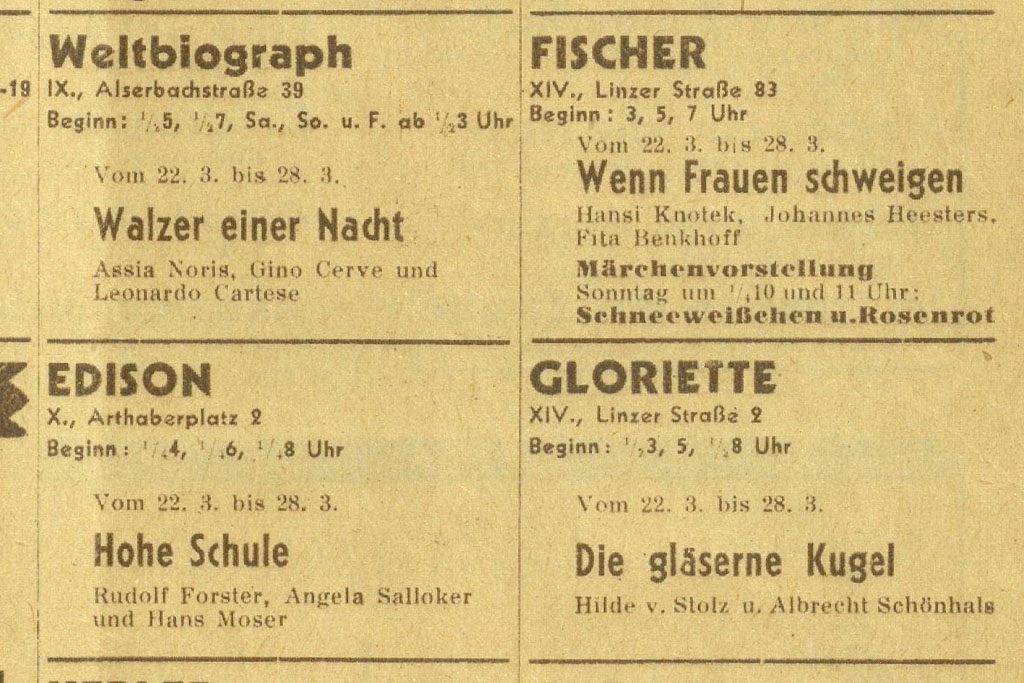 -19
Weltbiograph
IX., Alserbachstraße 39
Beginn: ½5, ½7, Sa., So. u. F. ab ½3 Uhr
Vom 22. 3. bis 28. 3.
Walzer einer Nacht
Assia Noris, Gino Cerve und
Leonardo Cartese
EDISON
X., Arthaberplatz 2
Beginn: ¼4, ¼6, ¼8 Uhr
Vom 22. 3. bis 28. 3.
Hohe Schule
Rudolf Forster, Angela Salloker
und Hans Moser
FISCHER
XIV., Linzer Straße 83
Beginn: 3, 5, 7 Uhr
Vom 22. 3. bis 28. 3.
Wenn Frauen schweigen
Hansi Knotek, Johannes Heesters,
Fita Benkhoff
Märchenvorstellung
Sonntag um ¼10 und 11 Uhr:
Schneeweißchen u. Rosenrot
GLORIETTE
XIV., Linzer Straße 2
Beginn: ½3, 5, ½8 Uhr
Vom 22. 3. bis 28. 3.
Die gläserne Kugel
Hilde v. Stolz u. Albrecht Schönhals